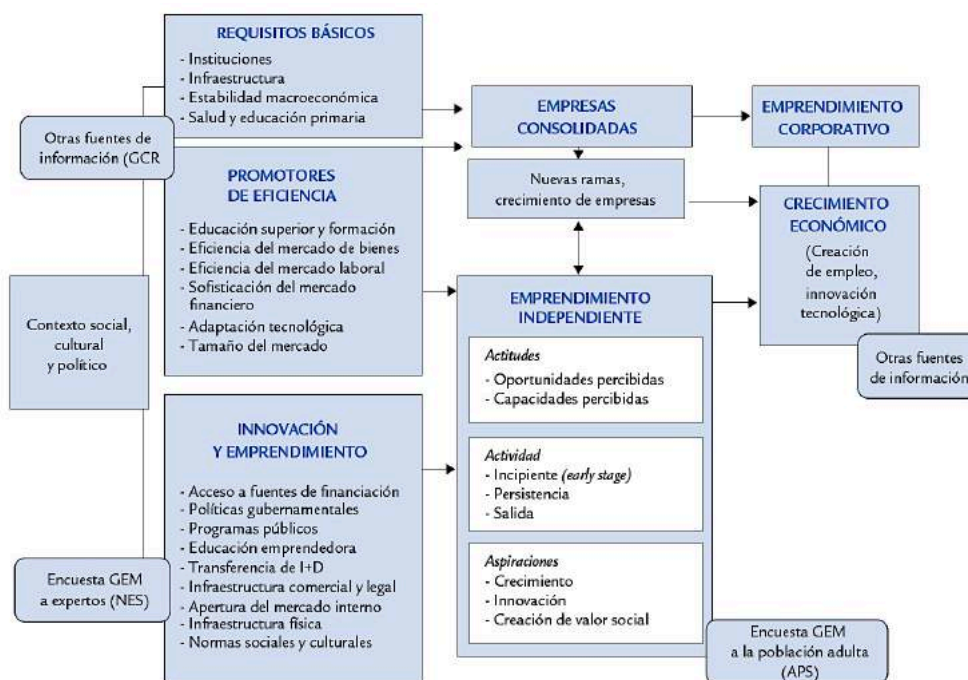 REQUISITOS BÁSICOS
- Instituciones
- Infraestructura
- Estabilidad macroeconómica
- Salud y educación primaria
Otras fuentes de
información (GCR
PROMOTORES
DE EFICIENCIA
- Educación superior y formación
- Eficiencia del mercado de bienes
- Eficiencia del mercado laboral
- Sofisticación del mercado
financiero
- Adaptación tecnológica
- Tamaño del mercado
Contexto social,
cultural
y político
INNOVACIÓN
Y EMPRENDIMIENTO
- Acceso a fuentes de financiación
- Políticas gubernamentales
- Programas públicos
- Educación emprendedora
- Transferencia de I+D
- Infraestructura comercial y legal
- Apertura del mercado interno
- Infraestructura física
- Normas sociales y culturales
Encuesta GEM
a expertos (NES)
EMPRESAS
CONSOLIDADAS
Nuevas ramas,
crecimiento de empresas
EMPRENDIMIENTO
INDEPENDIENTE
Actitudes
- Oportunidades percibidas
- Capacidades percibidas
Actividad
- Incipiente (early stage)
- Persistencia
- Salida
Aspiraciones
- Crecimiento
- Innovación
- Creación de valor social
Encuesta GEM
a la población adulta
(APS)
EMPRENDIMIENTO
CORPORATIVO
CRECIMIENTO
ECONÓMICO
(Creación
de empleo,
innovación
tecnológica)
Otras fuentes
de información